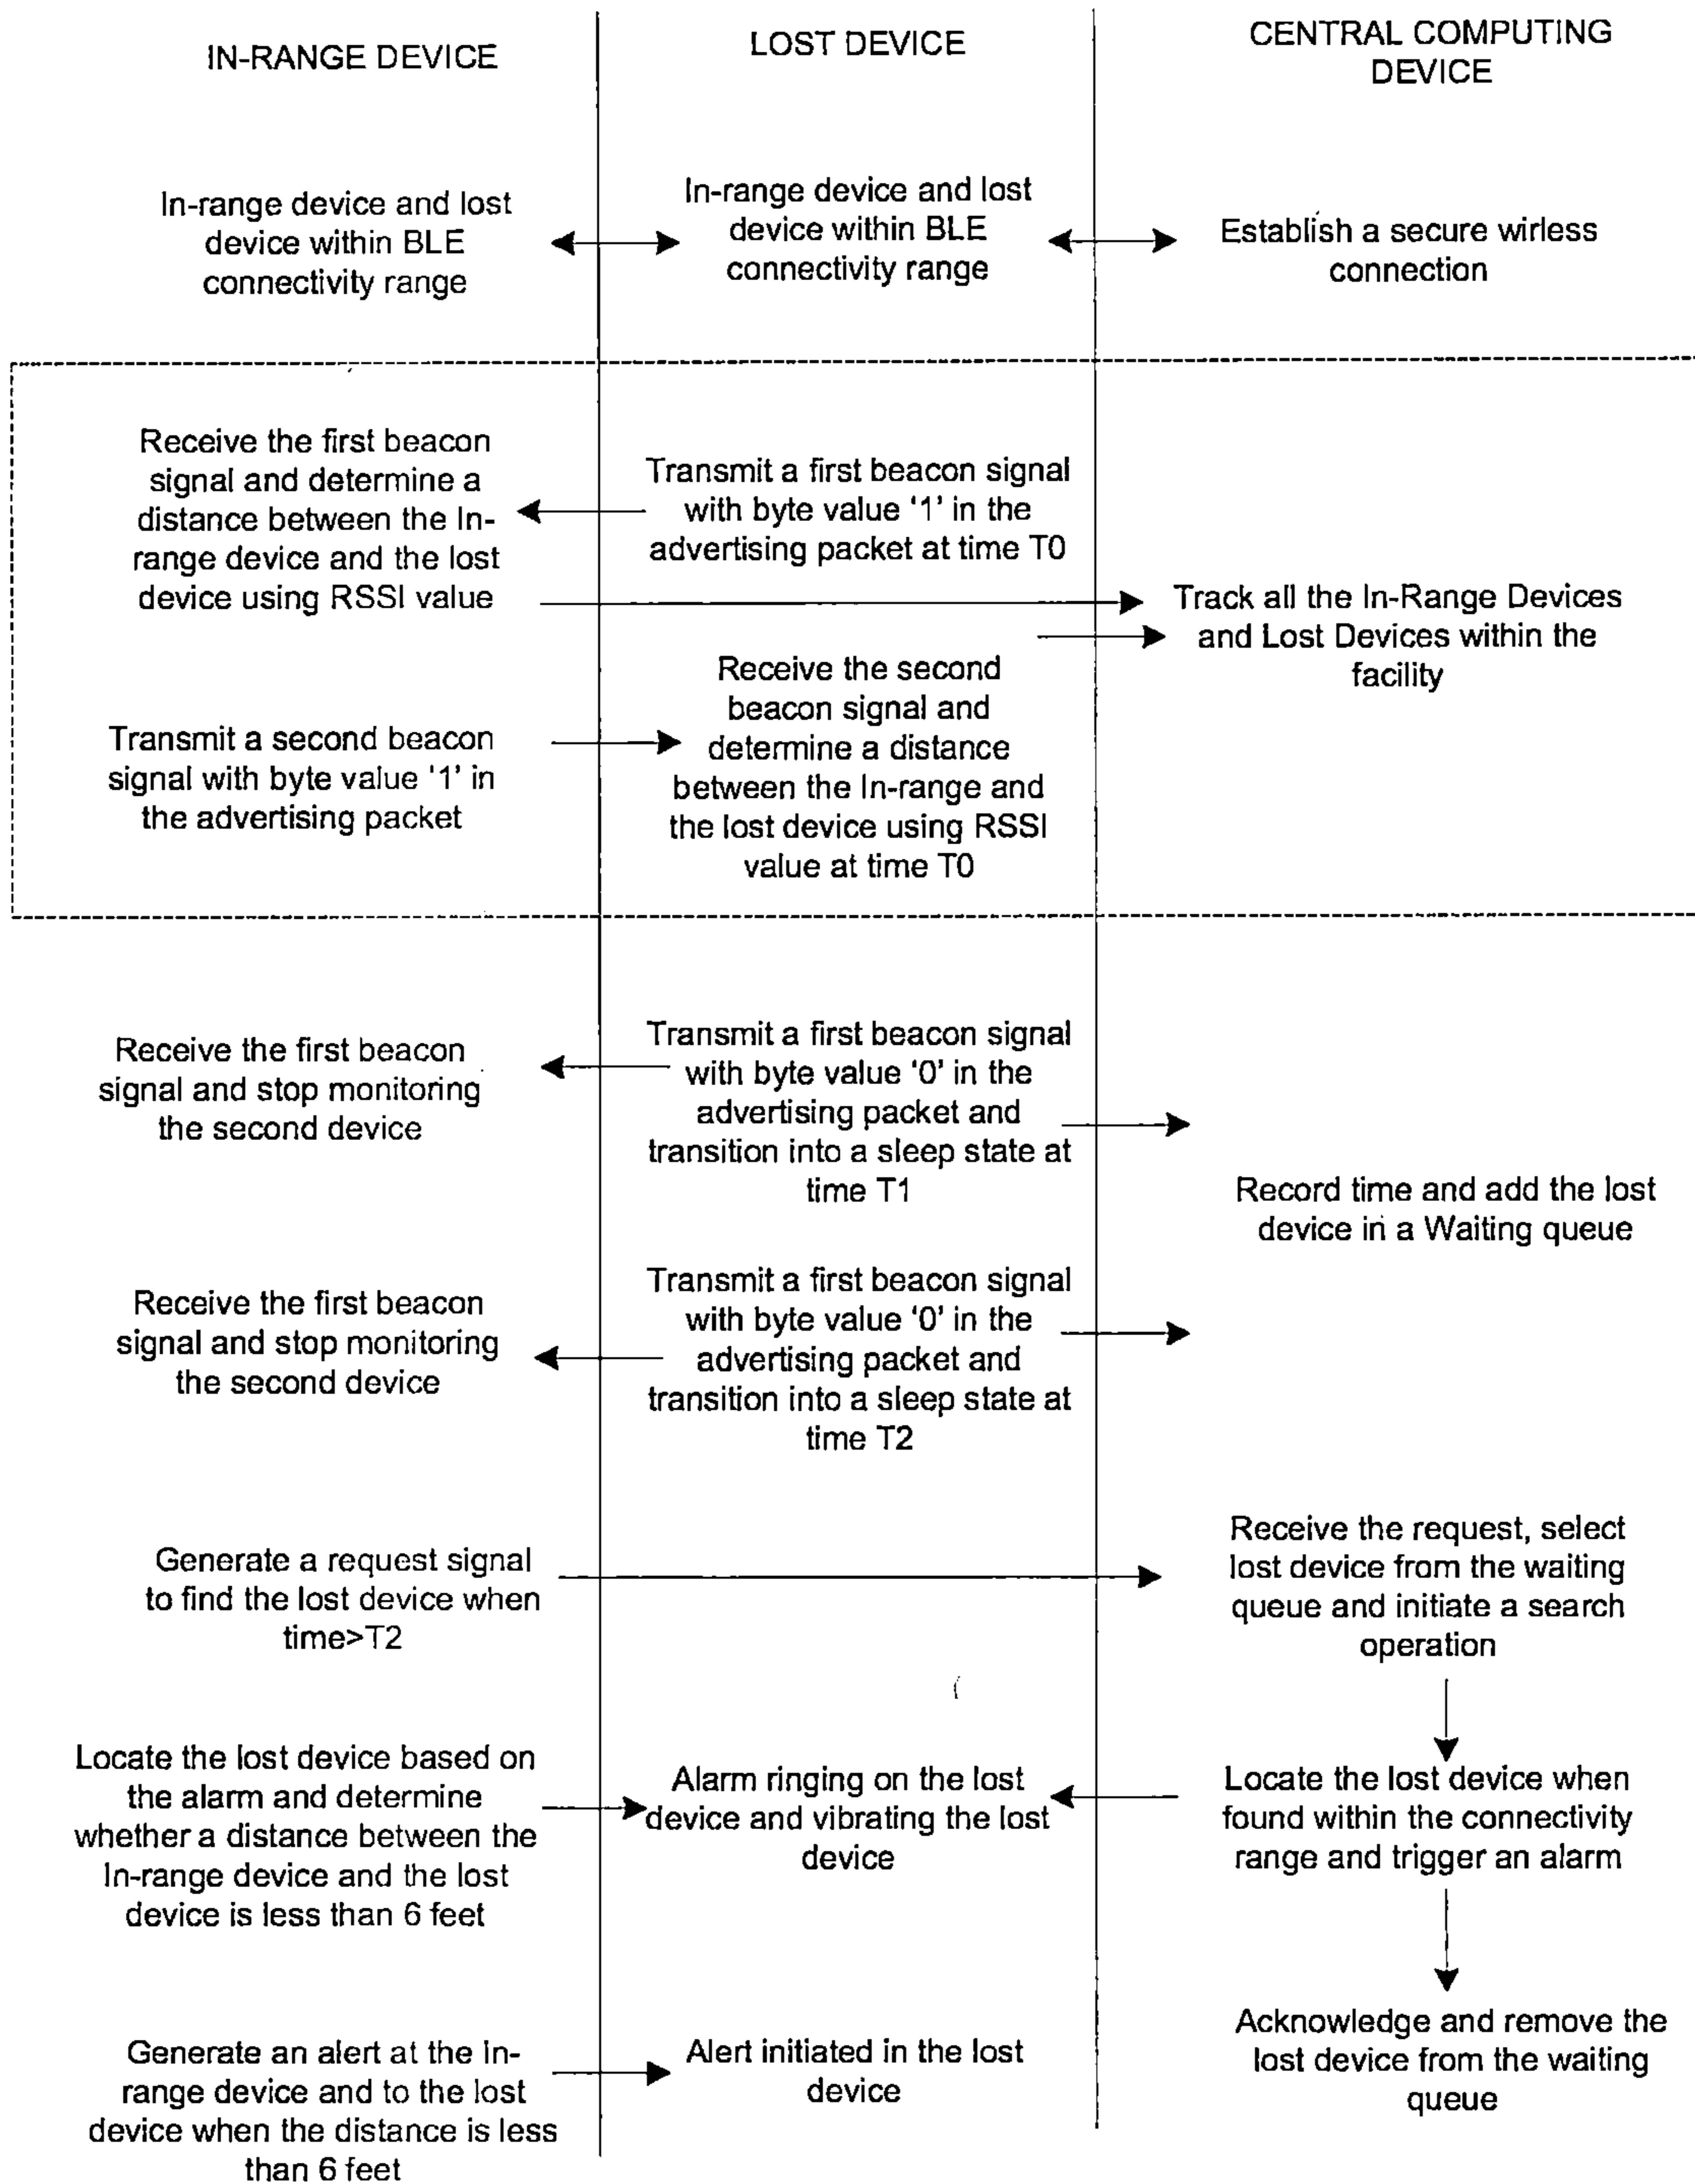 IN-RANGE DEVICE
LOST DEVICE
CENTRAL COMPUTING
DEVICE
In-range device and lost
device within BLE
connectivity range
In-range device and lost
device within BLE
connectivity range
Establish a secure wirless
connection
Receive the first beacon
signal and determine a
distance between the In-
range device and the lost
device using RSSI value
Transmit a first beacon signal
with byte value ‘1’ in the
advertising packet at time T0
Track all the In-Range Devices
and Lost Devices within the
facility
Transmit a second beacon
signal with byte value ‘1’ in
the advertising packet
Receive the second
beacon signal and
determine a distance
between the In-range and
the lost device using RSSI
value at time T0
Receive the first beacon
signal and stop monitoring
the second device
Transmit a first beacon signal
with byte value ‘0’ in the
advertising packet and
transition into a sleep state at
time T1
Record time and add the lost
device in a Waiting queue
Receive the first beacon
signal and stop monitoring
the second device
Transmit a first beacon signal
with byte value ‘0’ in the
advertising packet and
transition into a sleep state at
time T2
Generate a request signal
to find the lost device when
time>T2
Receive the request, select
lost device from the waiting
queue and initiate a search
operation
Locate the lost device based on
the alarm and determine
whether a distance between the
In-range device and the lost
device is less than 6 feet
Alarm ringing on the lost
device and vibrating the lost
device
Locate the lost device when
found within the connectivity
range and trigger an alarm
Generate an alert at the In-
range device and to the lost
device when the distance is less
than 6 feet
Alert initiated in the lost
device
Acknowledge and remove the
lost device from the waiting
queue